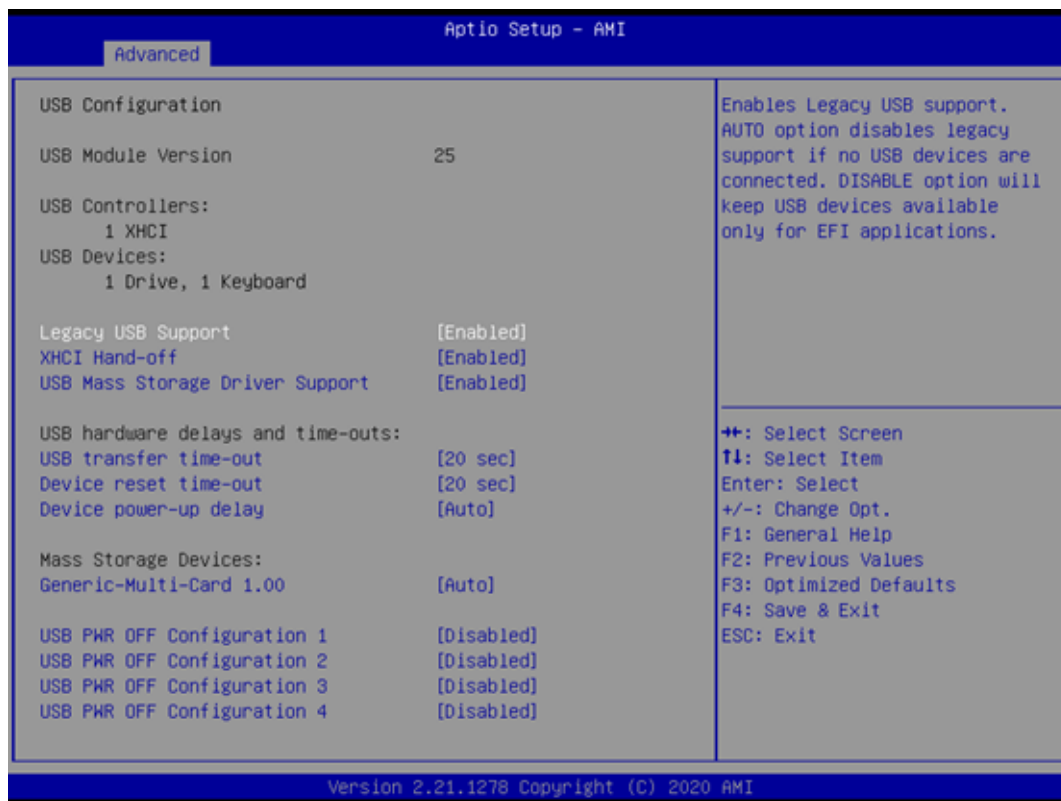 Aptio Setup - AMI
Advanced
USB Configuration
USB Module Version 25
USB Controllers:
1 XHCI
USB Devices:
1 Drive, 1 Keyboard
Legacy USB Support [Enabled]
XHCI Hand-off [Enabled]
USB Mass Storage Driver Support [Enabled]
USB hardware delays and time-outs:
USB transfer time-out [20 sec]
Device reset time-out [20 sec]
Device power-up delay [Auto]
Mass Storage Devices:
Generic-Multi-Card 1.00 [Auto]
USB PWR OFF Configuration 1 [Disabled]
USB PWR OFF Configuration 2 [Disabled]
USB PWR OFF Configuration 3 [Disabled]
USB PWR OFF Configuration 4 [Disabled]
Enables Legacy USB support.
AUTO option disables legacy
support if no USB devices are
connected. DISABLE option will
keep USB devices available
only for EFI applications.
→←: Select Screen
↑↓: Select Item
Enter: Select
+/-: Change Opt.
F1: General Help
F2: Previous Values
F3: Optimized Defaults
F4: Save & Exit
ESC: Exit
Version 2.21.1278 Copyright (C) 2020 AMI